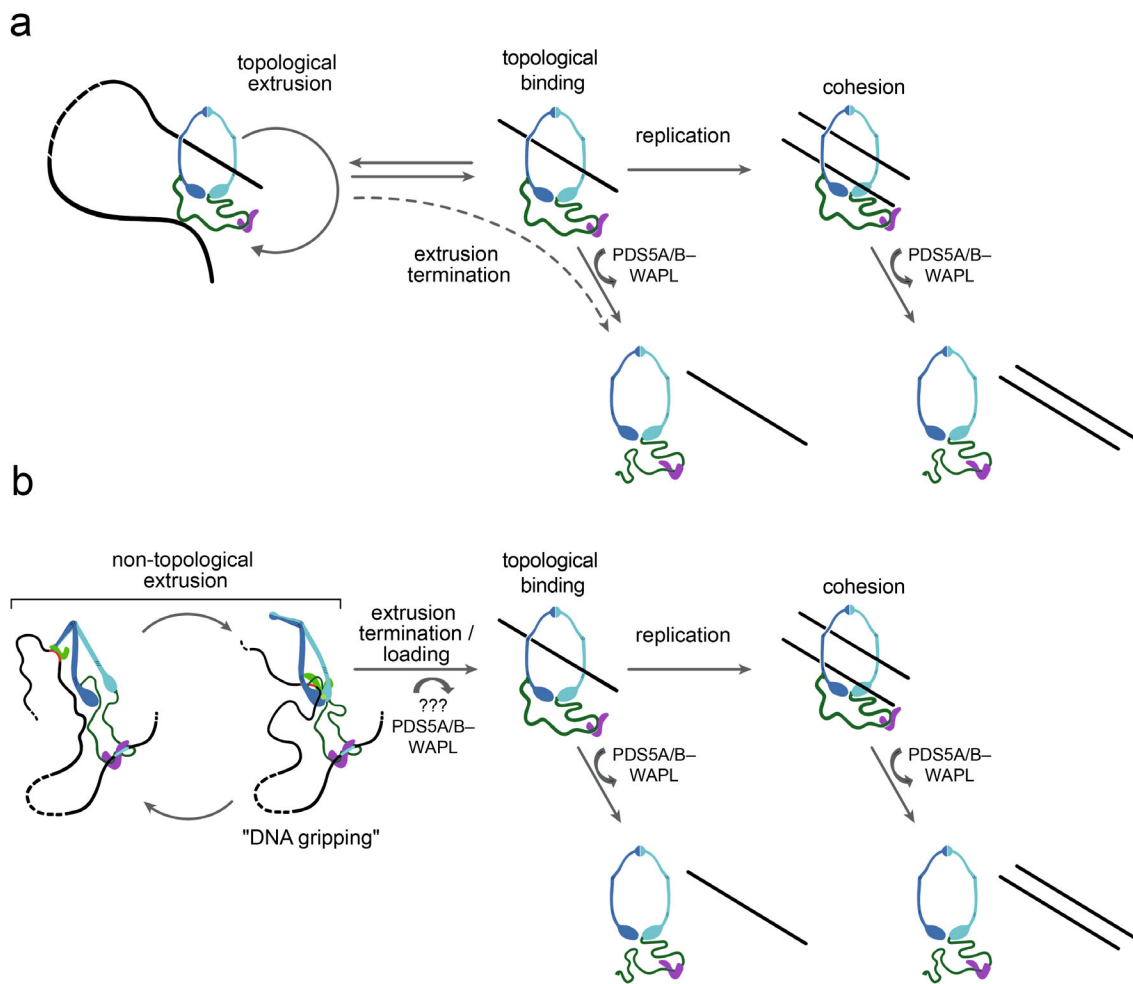 a
topological
extrusion
topological
binding
cohesion
replication
extrusion
termination
PDS5A/B–
WAPL
PDS5A/B–
WAPL
b
non-topological
extrusion
extrusion
termination /
loading
???
PDS5A/B–
WAPL
"DNA gripping"
topological
binding
replication
cohesion
PDS5A/B–
WAPL
PDS5A/B–
WAPL